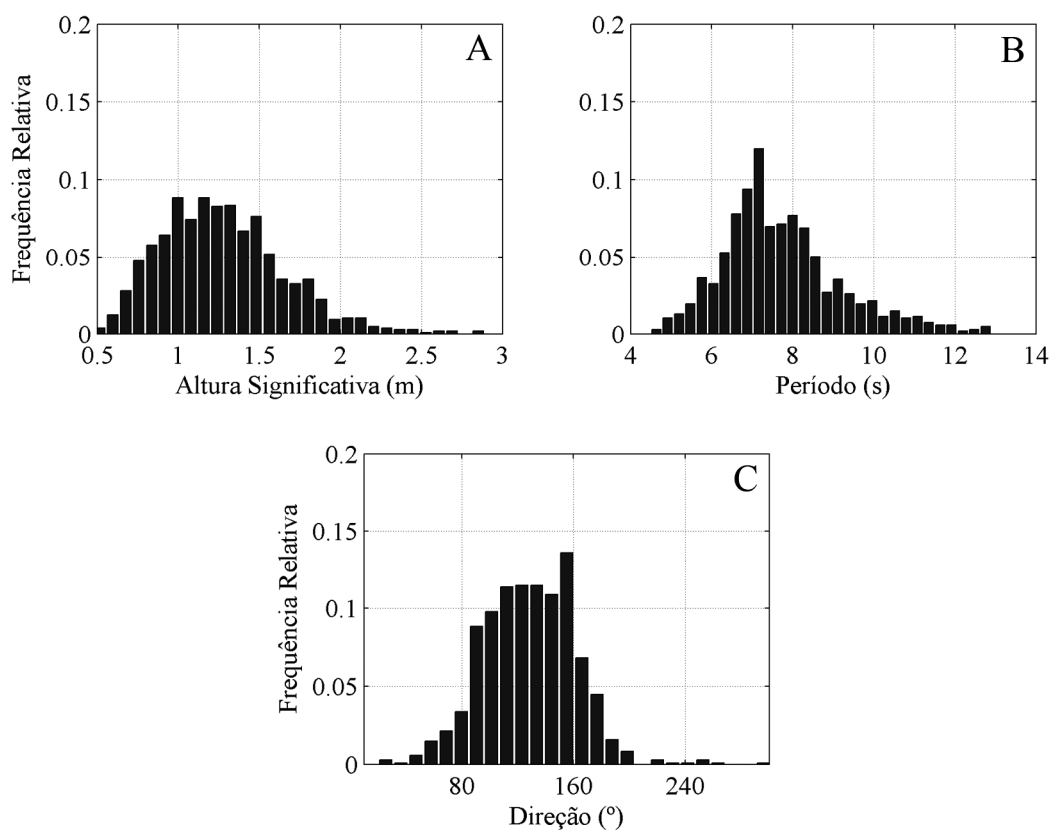 A
0.2
0.15
0.1
0.05
0
0.5 1 1.5 2 2.5 3
Frequência Relativa
Altura Significativa (m)
B
0.2
0.15
0.1
0.05
0
4 6 8 10 12 14
Período (s)
C
0.2
0.15
0.1
0.05
0
80 160 240
Frequência Relativa
Direção (º)